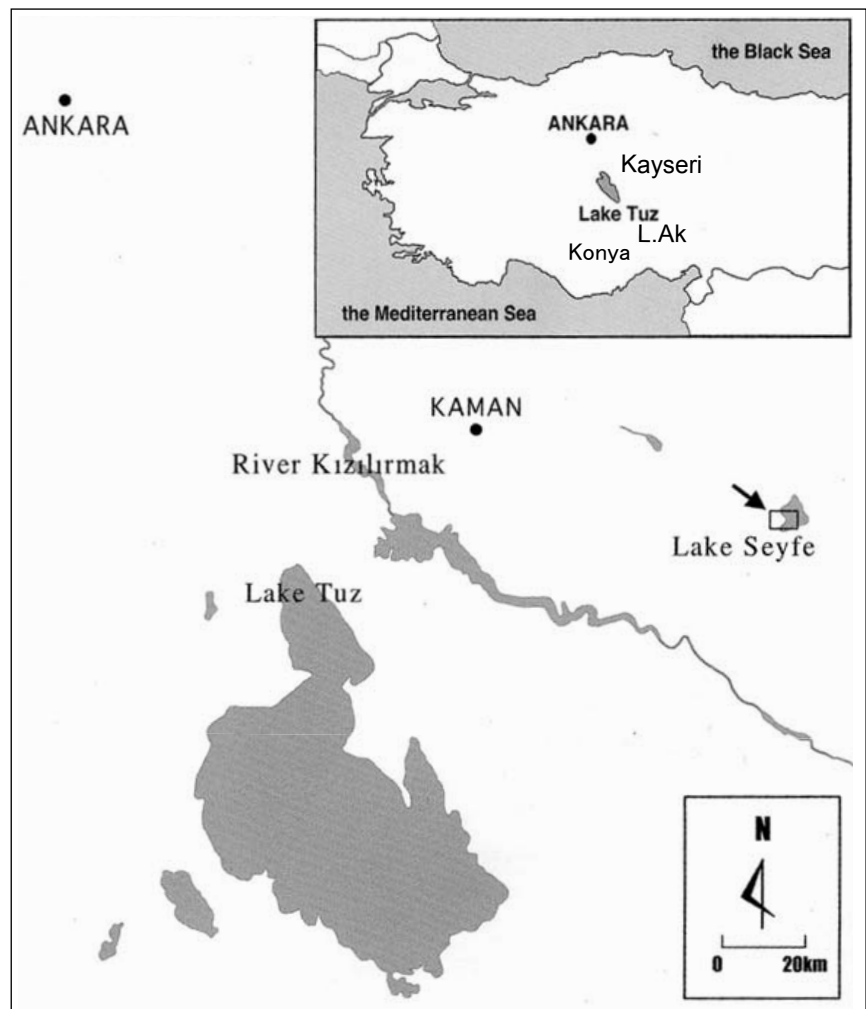 the Black Sea
ANKARA
ANKARA
Kayseri
Lake Tuz
L.Ak
Konya
the Mediterranean Sea
KAMAN
River Kızılırmak
Lake Seyfe
Lake Tuz
N
0 20km